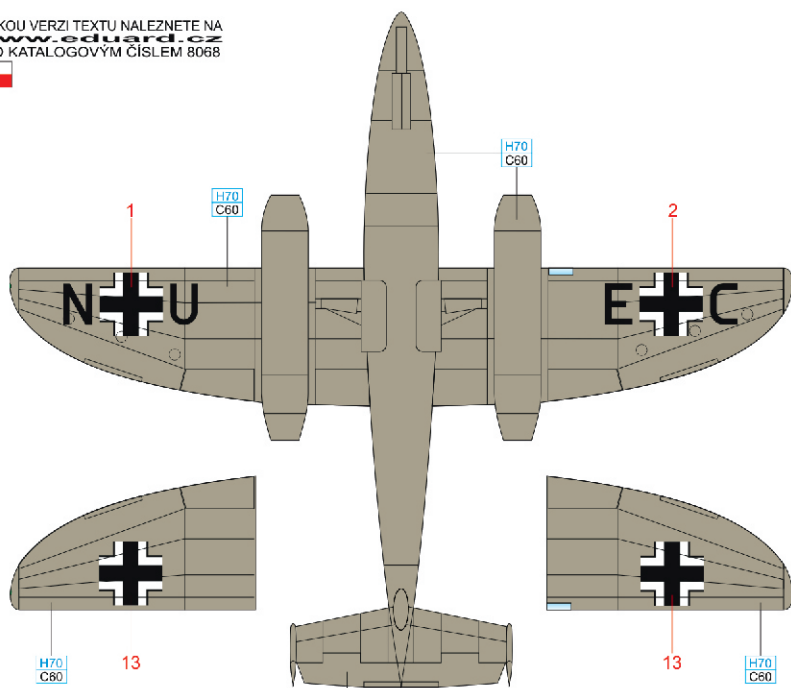 KOU VERZI TEXTU NALEZNETE NA
www.eduard.cz
KATALOGOVÝM ČÍSLEM 8068
H70
C60
H70
C60
1
2
N U
E C
H70
C60
13
13
H70
C60